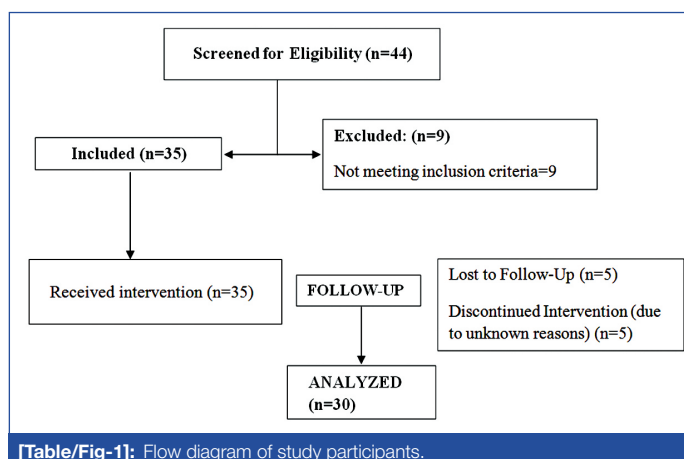 Screened for Eligibility (n=44)
Excluded: (n=9)
Not meeting inclusion criteria=9
Included (n=35)
Received intervention (n=35)
FOLLOW-UP
Lost to Follow-Up (n=5)
Discontinued Intervention (due
to unknown reasons) (n=5)
ANALYZED
(n=30)
[Table/Fig-1]: Flow diagram of study participants.